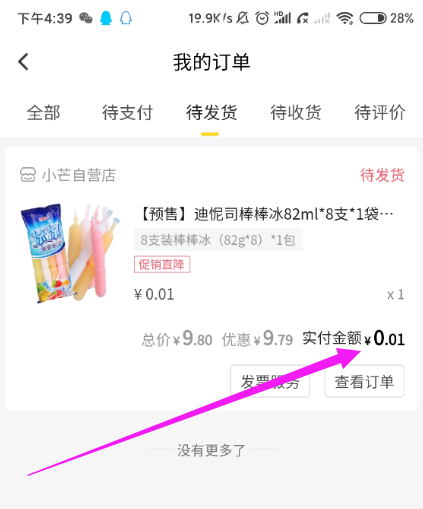 下午4:39 19.9K/s HD 28%
我的订单
全部 待支付 待发货 待收货 待评价
小芒自营店 待发货
【预售】迪怩司棒棒冰82ml*8支*1袋…
8支装棒棒冰（82g*8）*1包
促销直降
¥ 0.01 x 1
总价 ¥ 9.80 优惠 ¥ 9.79 实付金额 ¥ 0.01
发票服务 查看订单
没有更多了